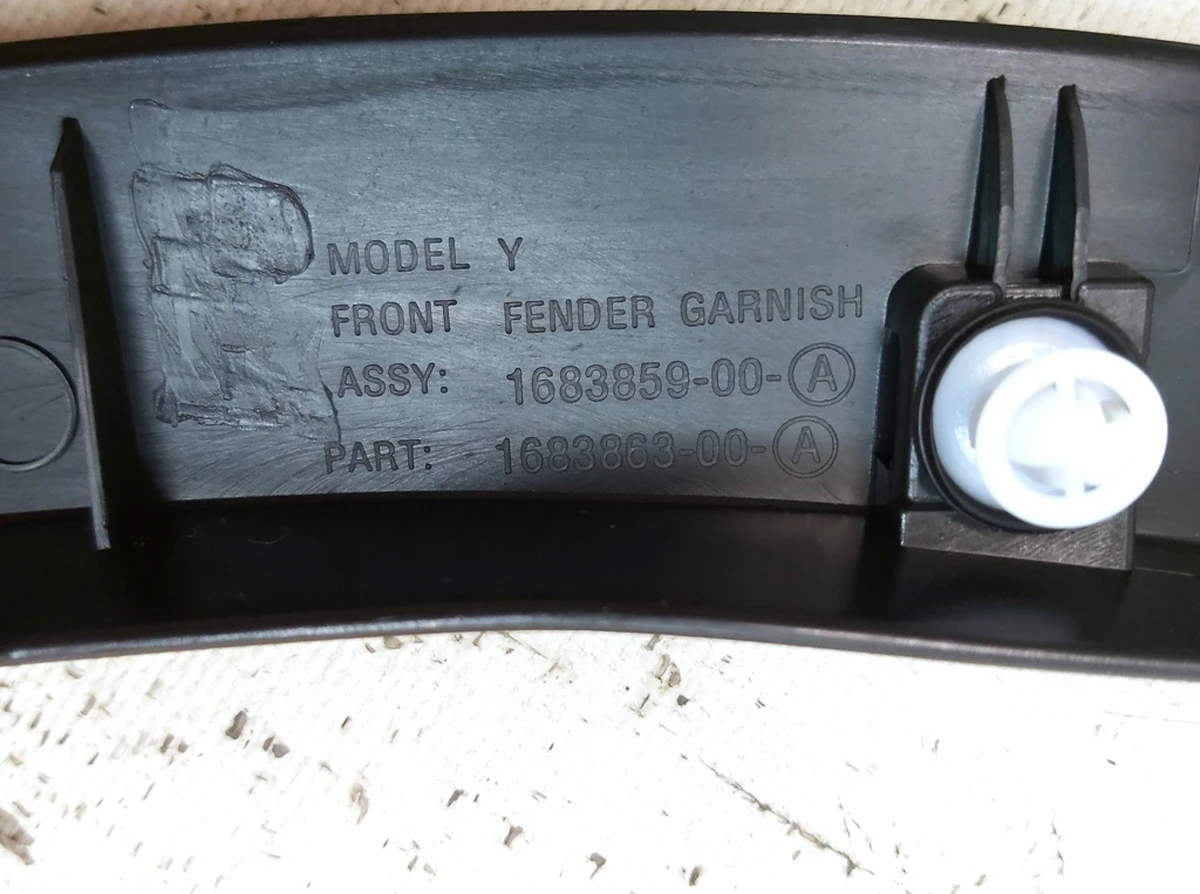 MODEL Y
FRONT FENDER GARNISH
ASSY: 1683859-00-A
PART: 1683863-00-A